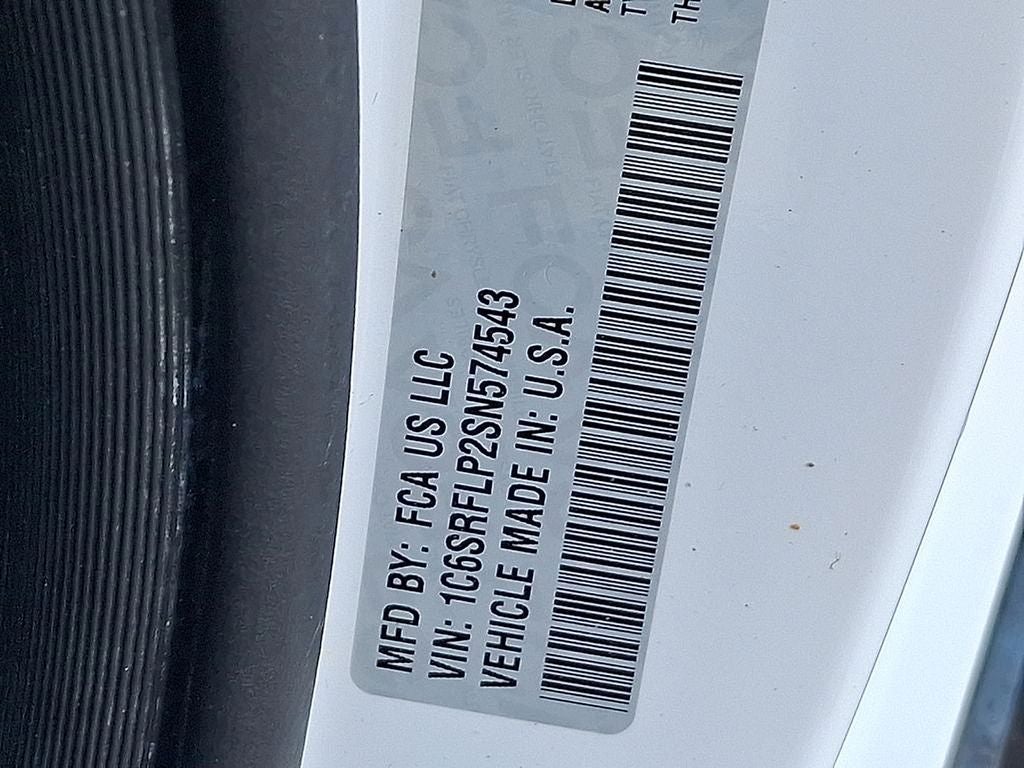 MFD BY: FCA US LLC
VIN: 1C6SRFLP2SN574543
VEHICLE MADE IN: U.S.A.